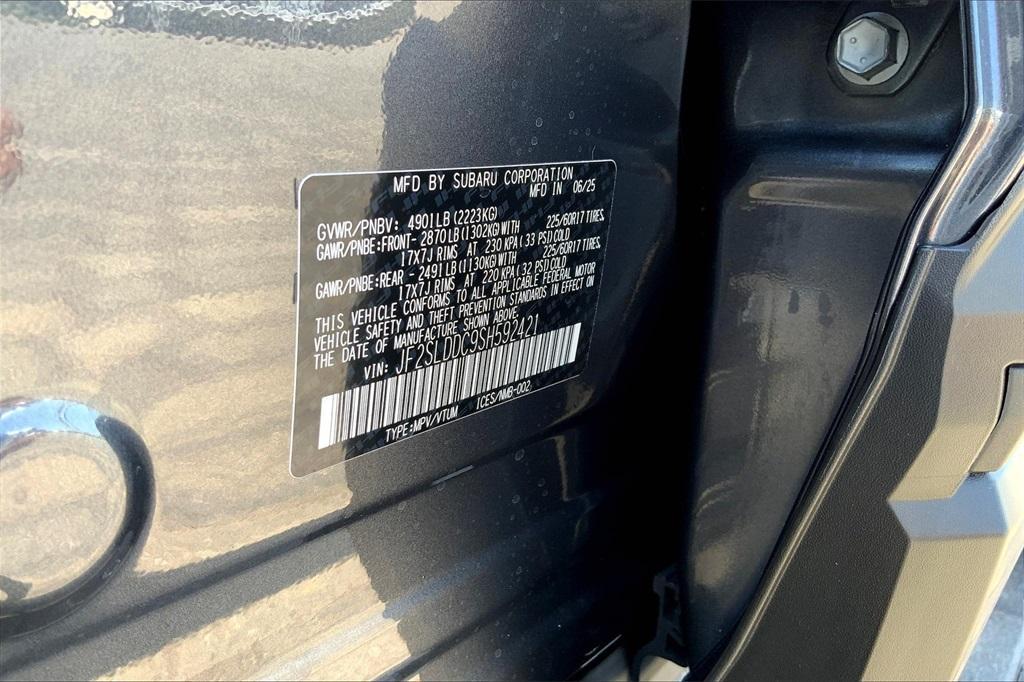 MFD BY SUBARU CORPORATION
MFD IN 06/25
GVWR/PNBV: 4901LB (2223KG)
GAWR/PNBE:FRONT- 2870LB (1302KG) WITH 225/60R17 TIRES,
17X7J RIMS AT 230 KPA (33 PSI) COLD
GAWR/PNBE:REAR - 2491LB (1130KG) WITH 225/60R17 TIRES,
17X7J RIMS AT 220 KPA (32 PSI) COLD
THIS VEHICLE CONFORMS TO ALL APPLICABLE FEDERAL MOTOR
VEHICLE SAFETY AND THEFT PREVENTION STANDARDS IN EFFECT ON
THE DATE OF MANUFACTURE SHOWN ABOVE.
VIN: JF2SLDDC9SH592421
TYPE:MPV/VTUM ICES/NMB-002